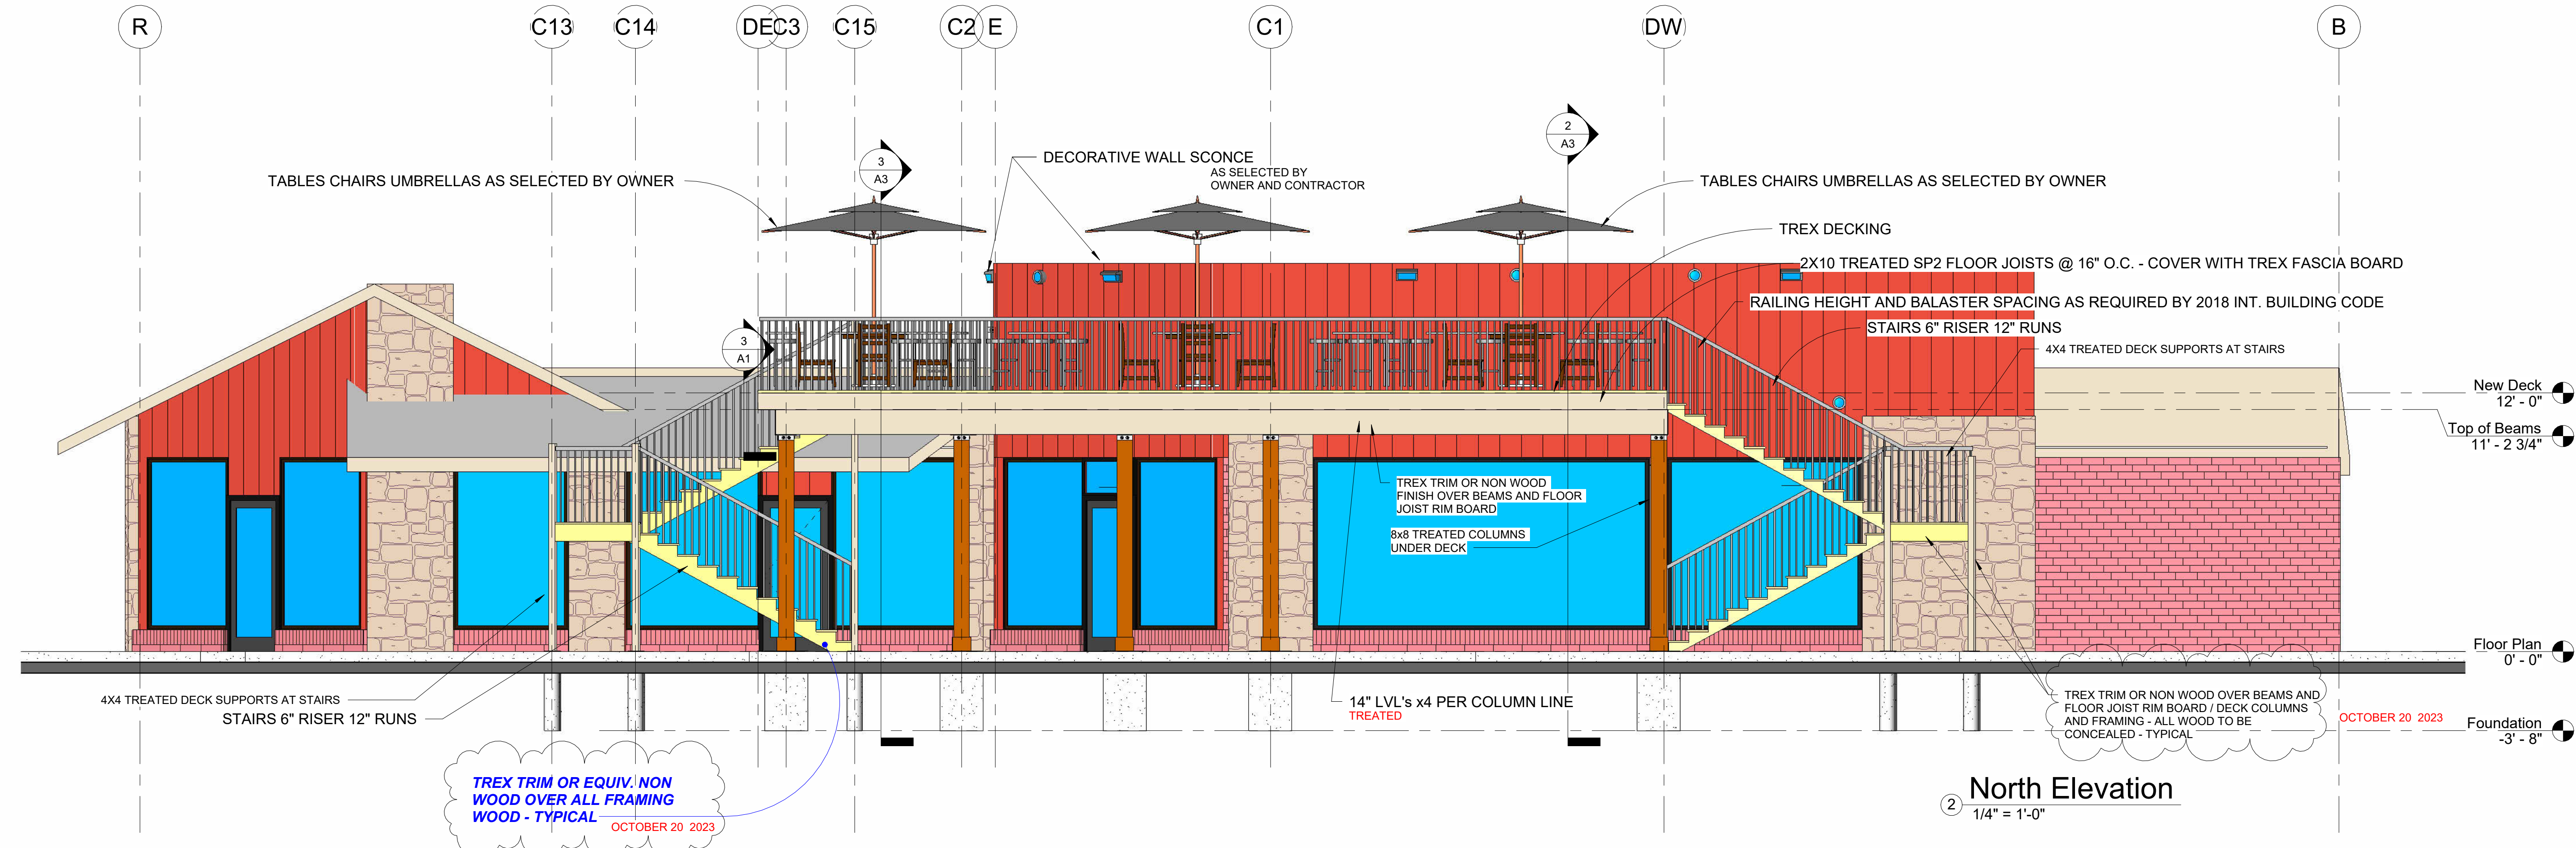 R
C13
C14
DE
C3
C15
C2
E
C1
DW
B
3
A3
2
A3
DECORATIVE WALL SCONCE
AS SELECTED BY
OWNER AND CONTRACTOR
TABLES CHAIRS UMBRELLAS AS SELECTED BY OWNER
TABLES CHAIRS UMBRELLAS AS SELECTED BY OWNER
TREX DECKING
2X10 TREATED SP2 FLOOR JOISTS @ 16" O.C. - COVER WITH TREX FASCIA BOARD
RAILING HEIGHT AND BALASTER SPACING AS REQUIRED BY 2018 INT. BUILDING CODE
STAIRS 6" RISER 12" RUNS
4X4 TREATED DECK SUPPORTS AT STAIRS
3
A1
New Deck
12' - 0"
Top of Beams
11' - 2 3/4"
TREX TRIM OR NON WOOD
FINISH OVER BEAMS AND FLOOR
JOIST RIM BOARD
8x8 TREATED COLUMNS
UNDER DECK
Floor Plan
0' - 0"
4X4 TREATED DECK SUPPORTS AT STAIRS
STAIRS 6" RISER 12" RUNS
14" LVL's x4 PER COLUMN LINE
TREATED
TREX TRIM OR NON WOOD OVER BEAMS AND
FLOOR JOIST RIM BOARD / DECK COLUMNS
AND FRAMING - ALL WOOD TO BE
CONCEALED - TYPICAL
OCTOBER 20 2023
Foundation
-3' - 8"
TREX TRIM OR EQUIV. NON
WOOD OVER ALL FRAMING
WOOD - TYPICAL
OCTOBER 20 2023
2
North Elevation
1/4" = 1'-0"